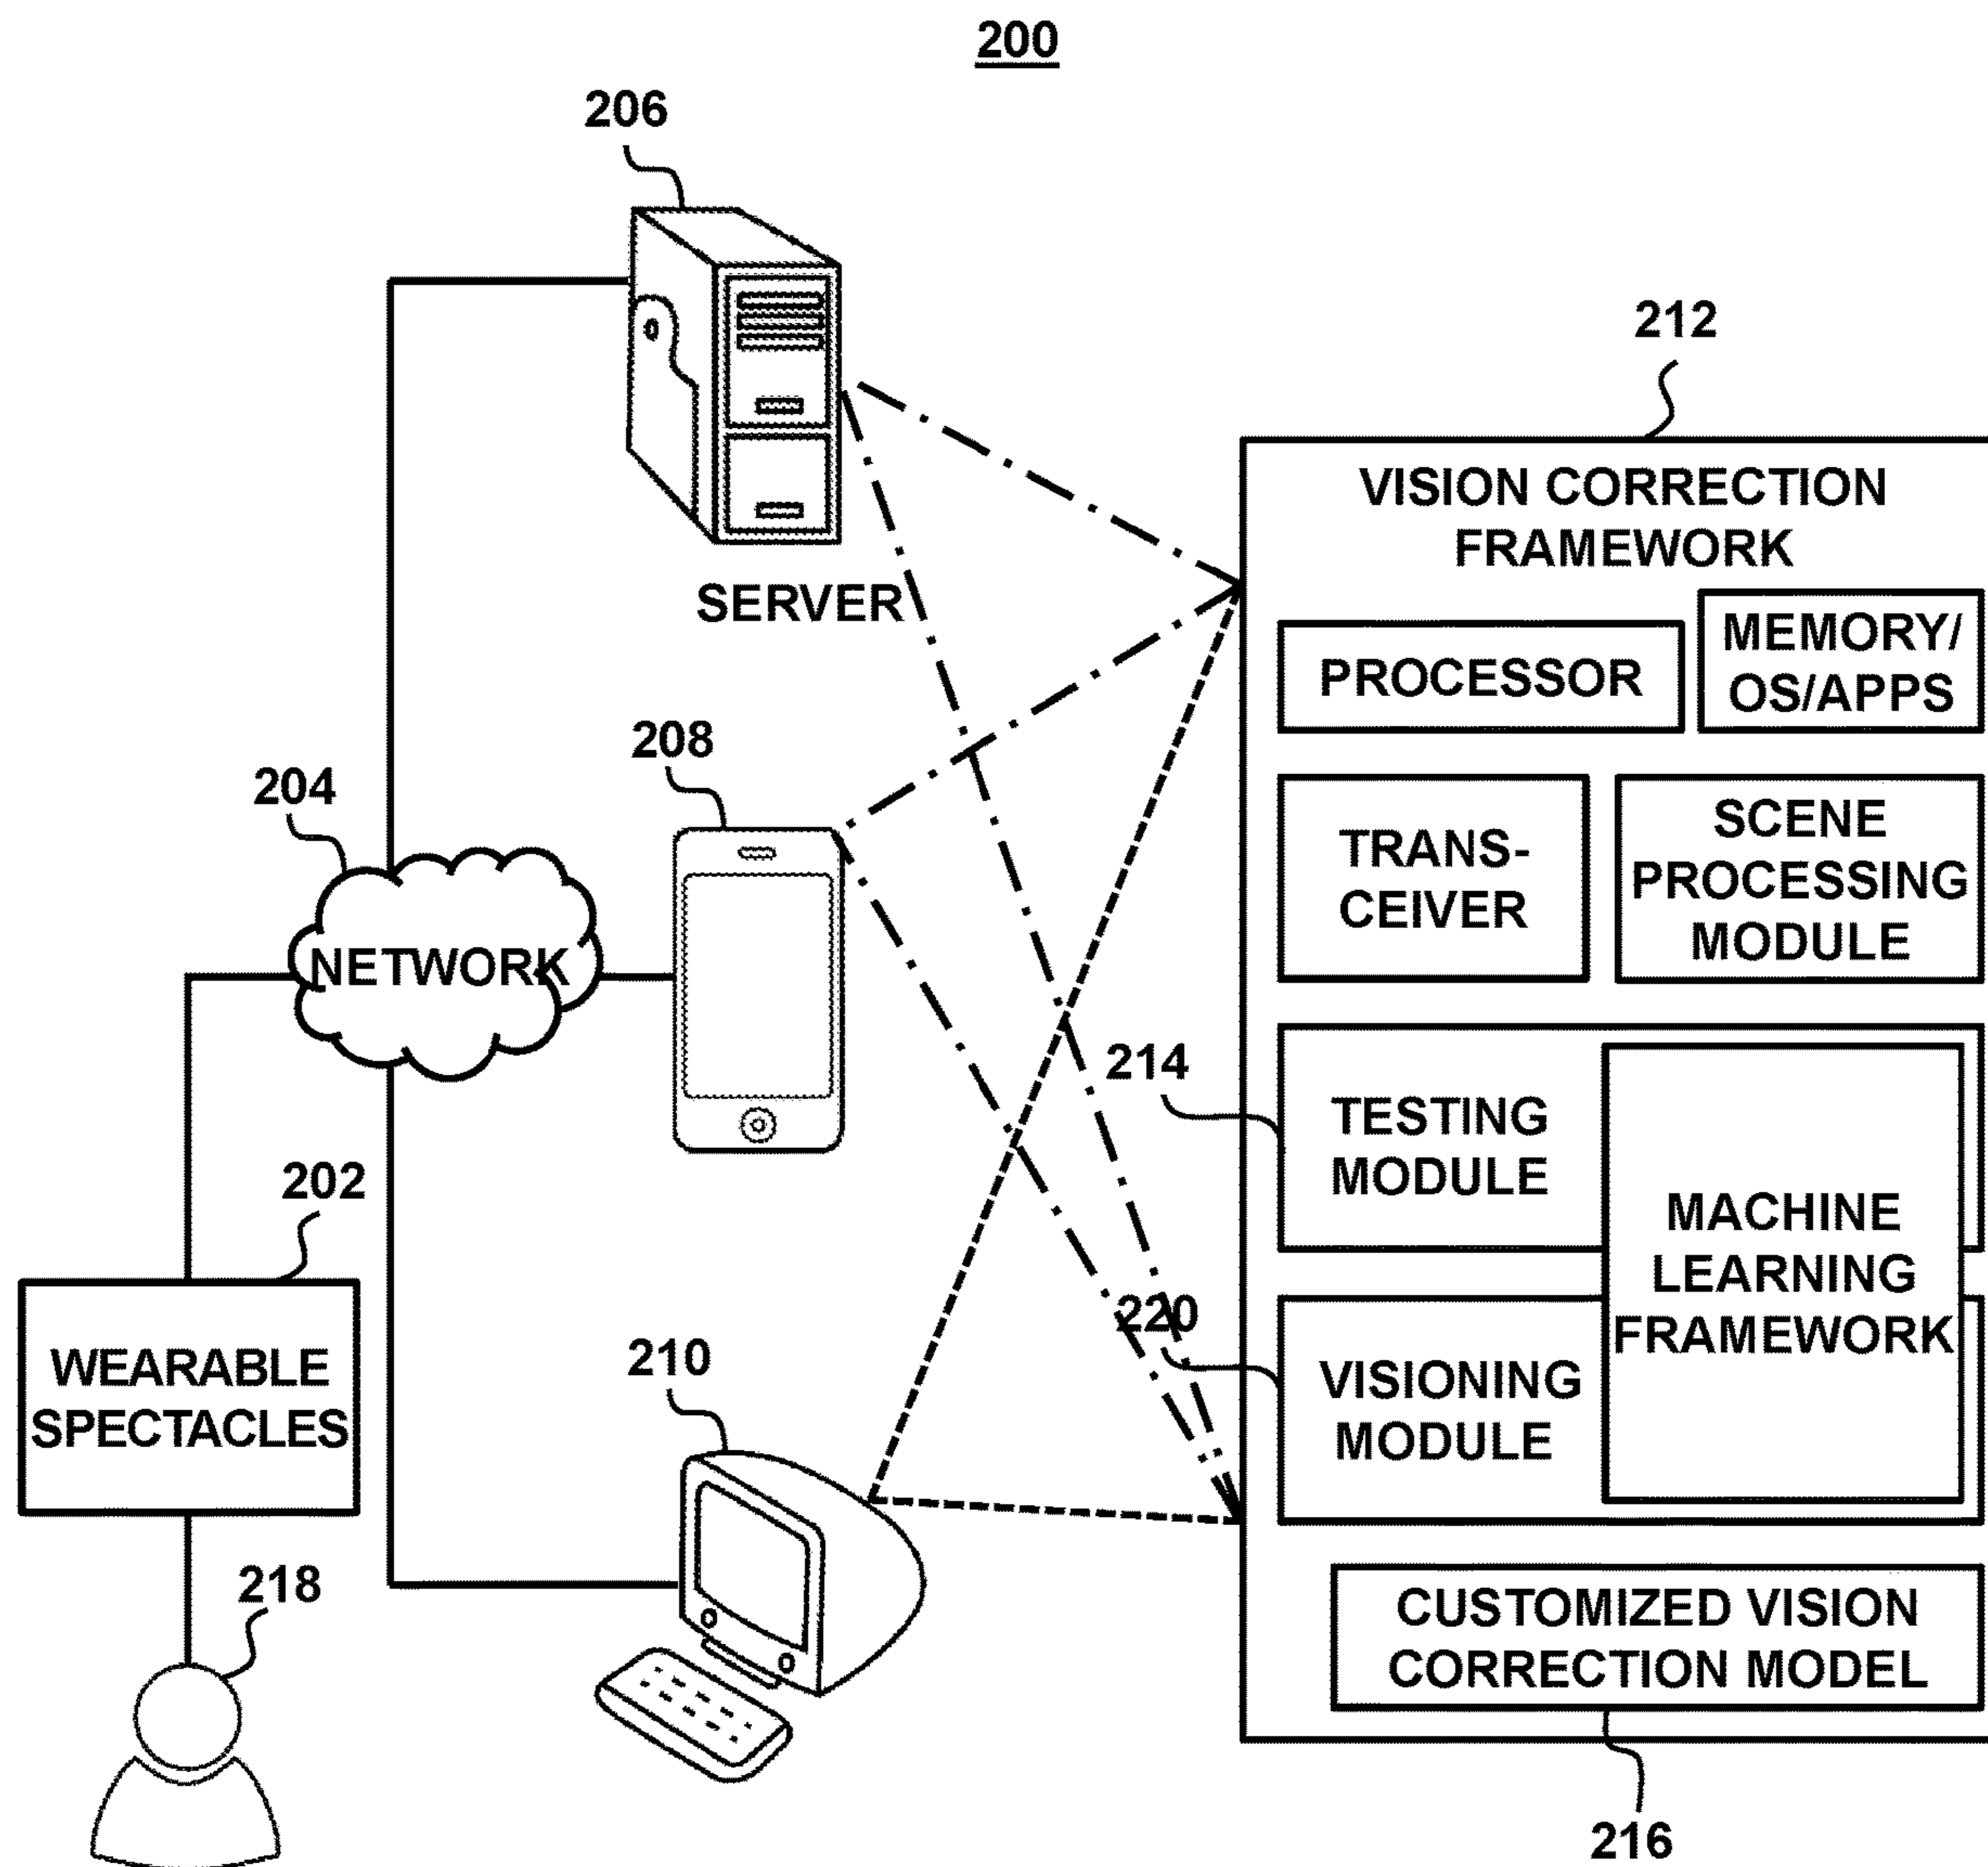 200
206
SERVER
212
VISION CORRECTION
FRAMEWORK
PROCESSOR
MEMORY/
OS/APPS
TRANS-
CEIVER
SCENE
PROCESSING
MODULE
204
NETWORK
208
214
TESTING
MODULE
MACHINE
LEARNING
FRAMEWORK
202
WEARABLE
SPECTACLES
210
220
VISIONING
MODULE
218
CUSTOMIZED VISION
CORRECTION MODEL
216